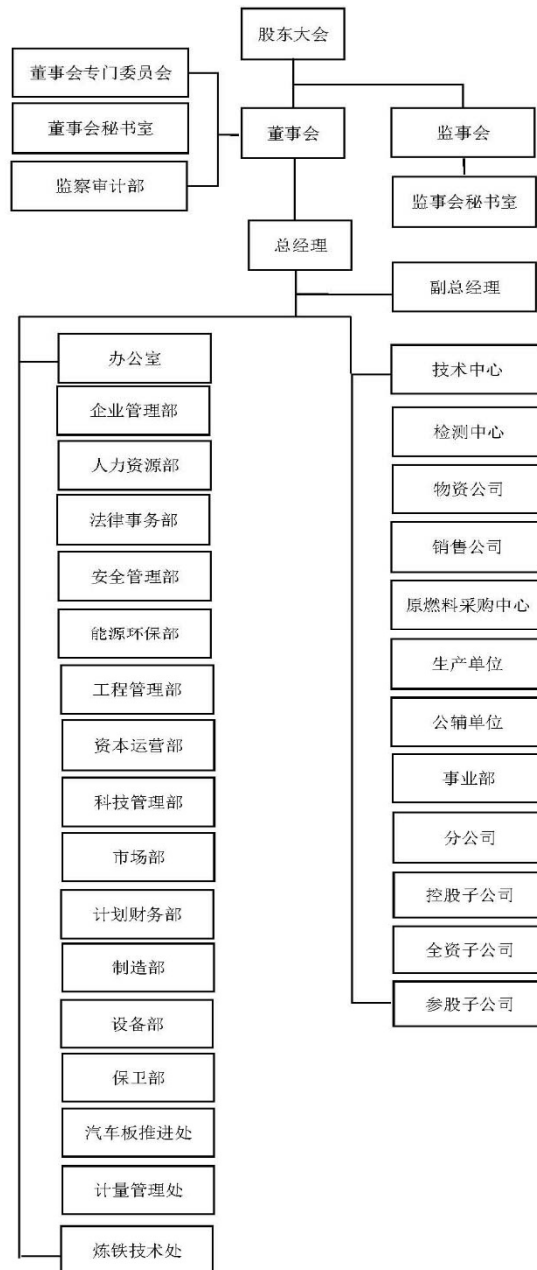 股东大会
董事会专门委员会
董事会秘书室
监察审计部
董事会
监事会
监事会秘书室
总经理
副总经理
办公室
企业管理部
人力资源部
法律事务部
安全管理部
能源环保部
工程管理部
资本运营部
科技管理部
市场部
计划财务部
制造部
设备部
保卫部
汽车板推进处
计量管理处
炼铁技术处
技术中心
检测中心
物资公司
销售公司
原燃料采购中心
生产单位
公辅单位
事业部
分公司
控股子公司
全资子公司
参股子公司